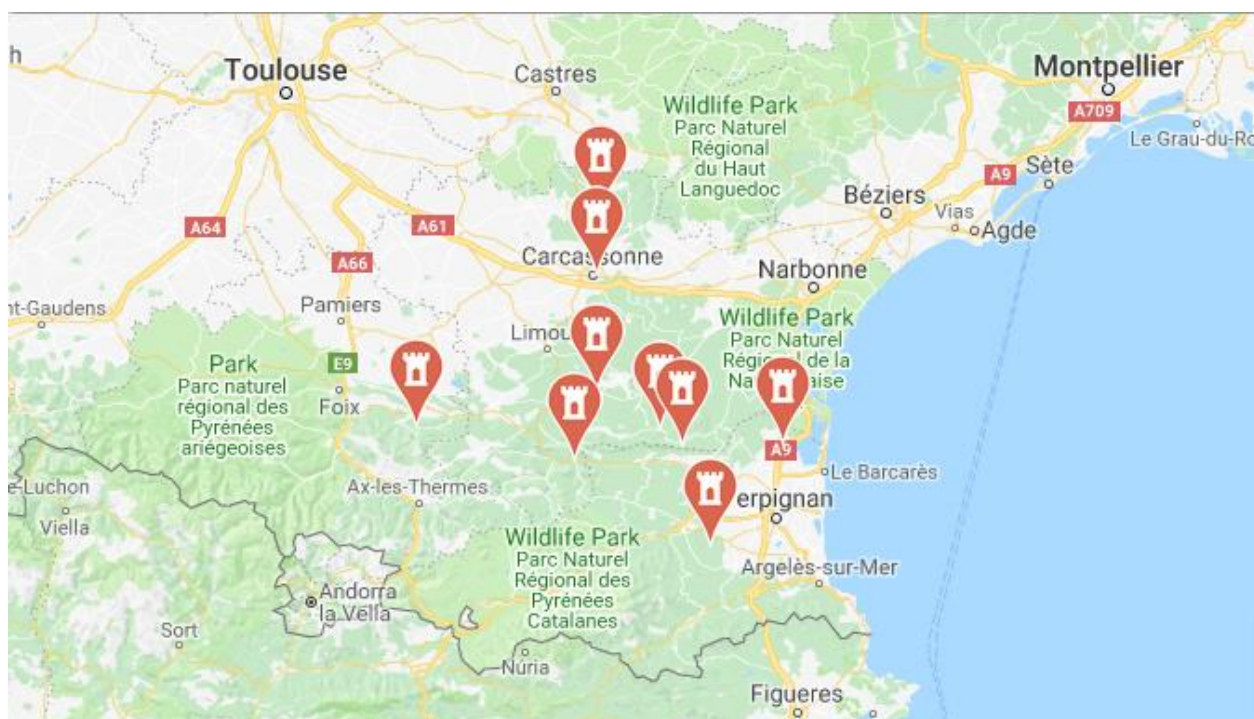 h
Toulouse
Castres
Montpellier
Wildlife Park
Parc Naturel
Régional
du Haut
Languedoc
A709
Le Grau-du-Ro
A9
Sète
Béziers
Vias
Agde
A64
A61
A66
Carcassonne
Narbonne
nt-Gaudens
Pamiers
Limou
Wildlife Park
Parc Naturel
Régional de la
Na aise
Park
Parc naturel
régional des
Pyrénées
ariégeoises
E9
Foix
A9
Le Barcarès
e-Luchon
Viella
Ax-les-Thermes
erpignan
Wildlife Park
Parc Naturel
Régional des
Pyrénées
Catalanes
Argelès-sur-Mer
Andorra
la Vella
Sort
Núria
Figueres